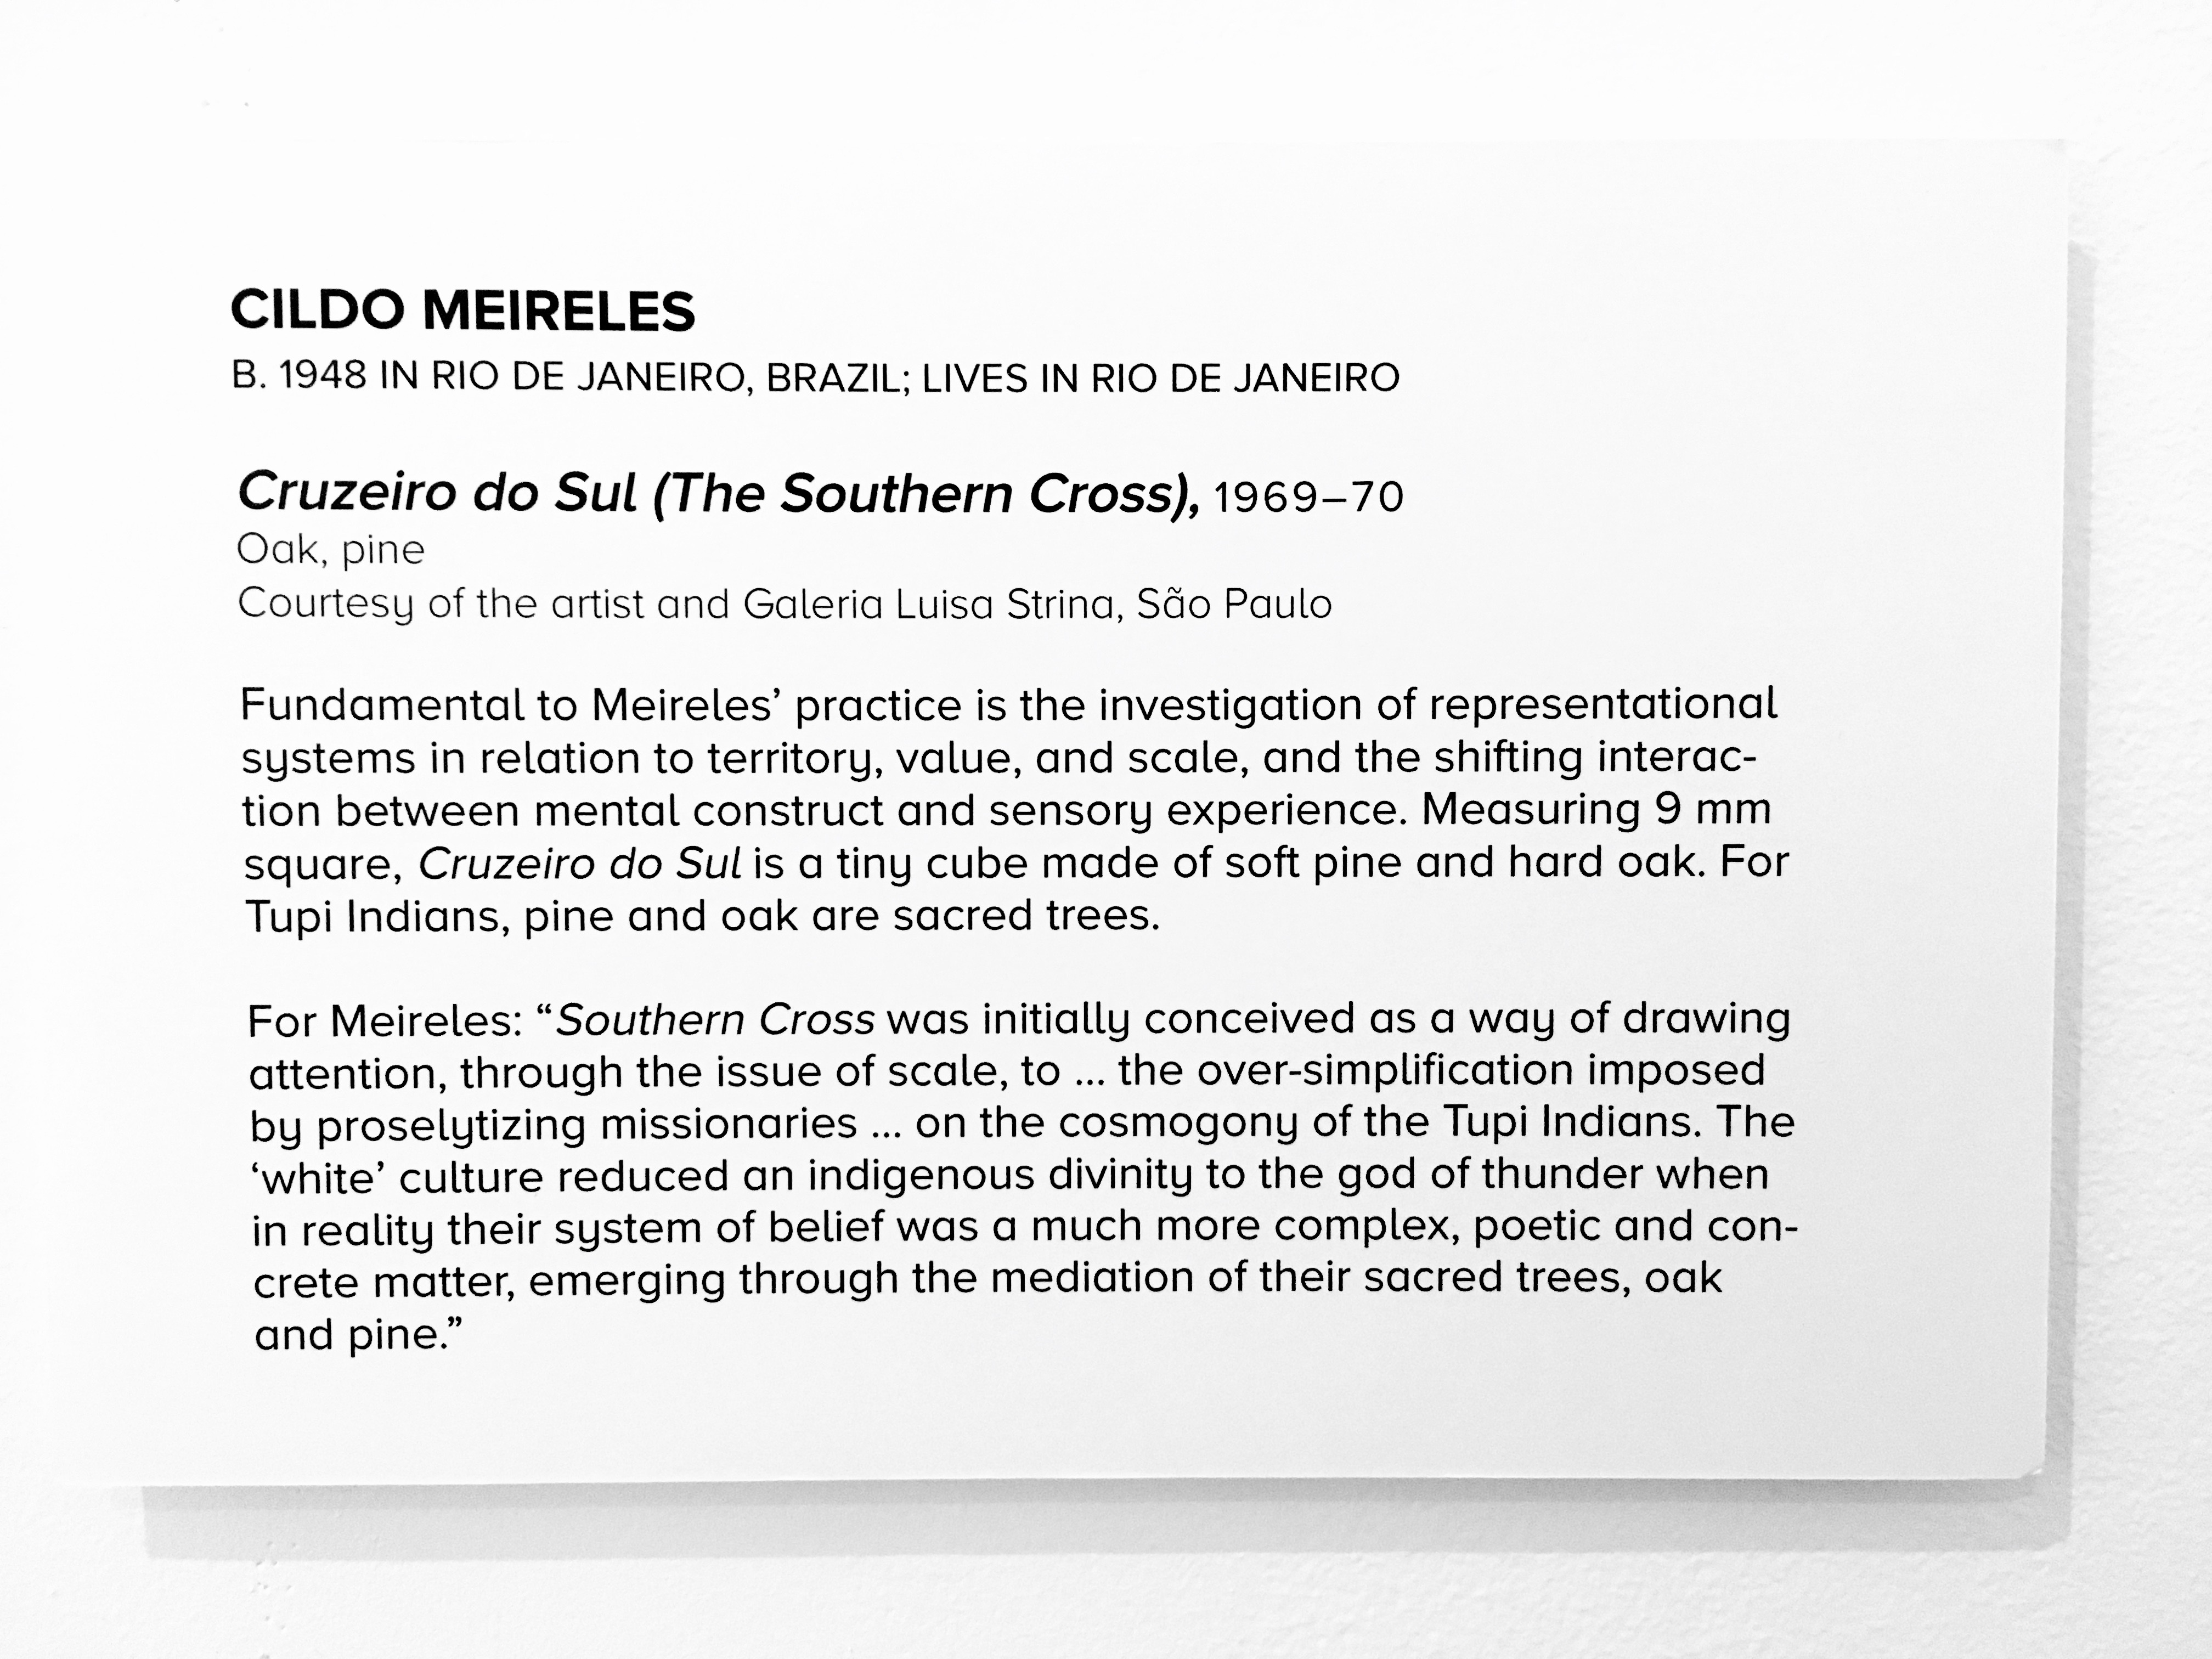 CILDO MEIRELES
B. 1948 IN RIO DE JANEIRO, BRAZIL; LIVES IN RIO DE JANEIRO
Cruzeiro do Sul (The Southern Cross), 1969–70
Oak, pine
Courtesy of the artist and Galeria Luisa Strina, São Paulo
Fundamental to Meireles’ practice is the investigation of representational
systems in relation to territory, value, and scale, and the shifting interac-
tion between mental construct and sensory experience. Measuring 9 mm
square, Cruzeiro do Sul is a tiny cube made of soft pine and hard oak. For
Tupi Indians, pine and oak are sacred trees.
For Meireles: “Southern Cross was initially conceived as a way of drawing
attention, through the issue of scale, to ... the over-simplification imposed
by proselytizing missionaries ... on the cosmogony of the Tupi Indians. The
‘white’ culture reduced an indigenous divinity to the god of thunder when
in reality their system of belief was a much more complex, poetic and con-
crete matter, emerging through the mediation of their sacred trees, oak
and pine.”